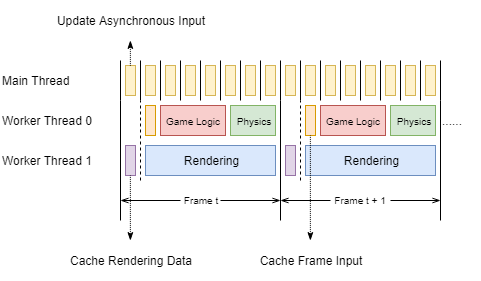 Update Asynchronous Input
Main Thread
Worker Thread 0
Game Logic
Physics
Game Logic
Physics
......
Worker Thread 1
Rendering
Rendering
Frame t
Frame t + 1
Cache Rendering Data
Cache Frame Input